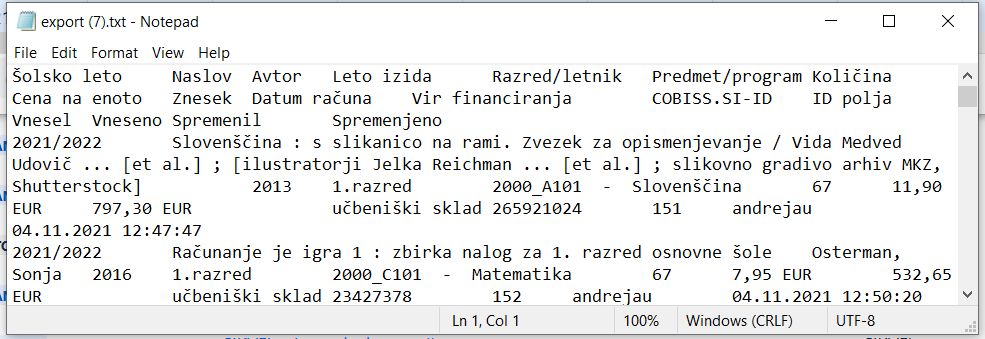 export (7).txt - Notepad
File Edit Format View Help
Šolsko leto Naslov Avtor Leto izida Razred/letnik Predmet/program Količina
Cena na enoto Znesek Datum računa Vir financiranja COBISS.SI-ID ID polja
Vnesel Vneseno Spremenil Spremenjeno
2021/2022 Slovenščina : s slikanico na rami. Zvezek za opismenjevanje / Vida Medved
Udovič ... [et al.] ; [ilustratorji Jelka Reichman ... [et al.] ; slikovno gradivo arhiv MKZ,
Shutterstock] 2013 1.razred 2000_A101 - Slovenščina 67 11,90
EUR 797,30 EUR učbeniški sklad 265921024 151 andrejau
04.11.2021 12:47:47
2021/2022 Računanje je igra 1 : zbirka nalog za 1. razred osnovne šole Osterman,
Sonja 2016 1.razred 2000_C101 - Matematika 67 7,95 EUR 532,65
EUR učbeniški sklad 23427378 152 andrejau 04.11.2021 12:50:20
Ln 1, Col 1 100% Windows (CRLF) UTF-8